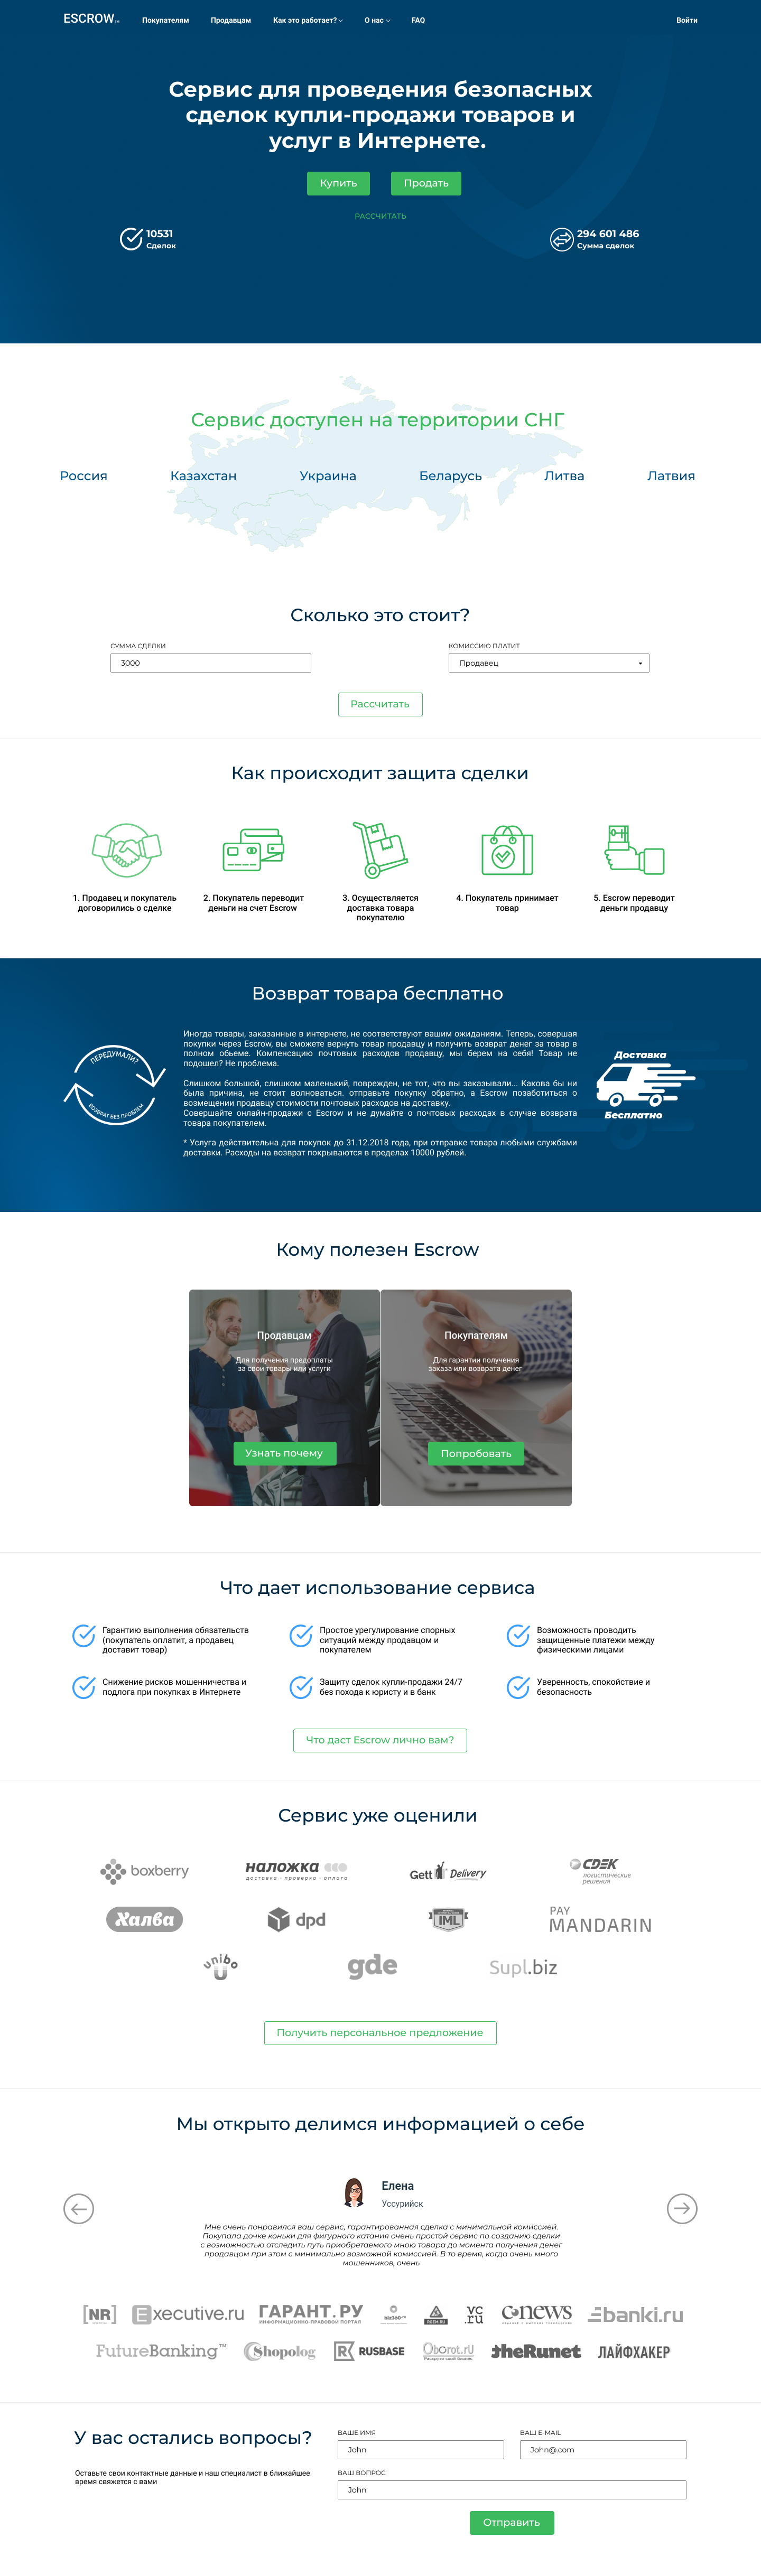 ESCROW
Покупателям Продавцам Как это работает? О нас FAQ Войти
Сервис для проведения безопасных
сделок купли-продажи товаров и
услуг в Интернете.
Купить Продать
РАССЧИТАТЬ
10531
Сделок
294 601 486
Сумма сделок
Сервис доступен на территории СНГ
Россия Казахстан Украина Беларусь Литва Латвия
Сколько это стоит?
СУММА СДЕЛКИ
3000
КОМИССИЮ ПЛАТИТ
Продавец
Рассчитать
Как происходит защита сделки
1. Продавец и покупатель
договорились о сделке
2. Покупатель переводит
деньги на счет Escrow
3. Осуществляется
доставка товара
покупателю
4. Покупатель принимает
товар
5. Escrow переводит
деньги продавцу
Возврат товара бесплатно
ПЕРЕДУМАЛИ?
ВОЗВРАТ БЕЗ ПРОБЛЕМ
Иногда товары, заказанные в интернете, не соответствуют вашим ожиданиям. Теперь, совершая
покупки через Escrow, вы сможете вернуть товар продавцу и получить возврат денег за товар в
полном обьеме. Компенсацию почтовых расходов продавцу, мы берем на себя! Товар не
подошел? Не проблема.
Слишком большой, слишком маленький, поврежден, не тот, что вы заказывали... Какова бы ни
была причина, не стоит волноваться. отправьте покупку обратно, а Escrow позаботиться о
возмещении продавцу стоимости почтовых расходов на доставку.
Совершайте онлайн-продажи с Escrow и не думайте о почтовых расходах в случае возврата
товара покупателем.
* Услуга действительна для покупок до 31.12.2018 года, при отправке товара любыми службами
доставки. Расходы на возврат покрываются в пределах 10000 рублей.
Доставка
Бесплатно
Кому полезен Escrow
Продавцам
Для получения предоплаты
за свои товары или услуги
Узнать почему
Покупателям
Для гарантии получения
заказа или возврата денег
Попробовать
Что дает использование сервиса
Гарантию выполнения обязательств
(покупатель оплатит, а продавец
доставит товар)
Простое урегулирование спорных
ситуаций между продавцом и
покупателем
Возможность проводить
защищенные платежи между
физическими лицами
Снижение рисков мошенничества и
подлога при покупках в Интернете
Защиту сделок купли-продажи 24/7
без похода к юристу и в банк
Уверенность, спокойствие и
безопасность
Что даст Escrow лично вам?
Сервис уже оценили
boxberry
наложка
доставка · проверка · оплата
Gett Delivery
CDEK
логистические
решения
Халва
dpd
IML
PAY
MANDARIN
unibo
gde
Supl.biz
Получить персональное предложение
Мы открыто делимся информацией о себе
Елена
Уссурийск
Мне очень понравился ваш сервис, гарантированная сделка с минимальной комиссией.
Покупала дочке коньки для фигурного катания очень простой сервис по созданию сделки
с возможностью отследить путь приобретаемого мною товара до момента получения денег
продавцом при этом с минимально возможной комиссией. В то время, когда очень много
мошенников, очень
[NR] Executive.ru ГАРАНТ.РУ
ИНФОРМАЦИОННО-ПРАВОВОЙ ПОРТАЛ
biz360
vc
.ru
cnews
banki.ru
FutureBanking™ Shopolog RUSBASE Oborot.ru
Раскрути свой бизнес
theRunet ЛАЙФХАКЕР
У вас остались вопросы?
Оставьте свои контактные данные и наш специалист в ближайшее
время свяжется с вами
ВАШЕ ИМЯ
John
ВАШ E-MAIL
John@.com
ВАШ ВОПРОС
John
Отправить